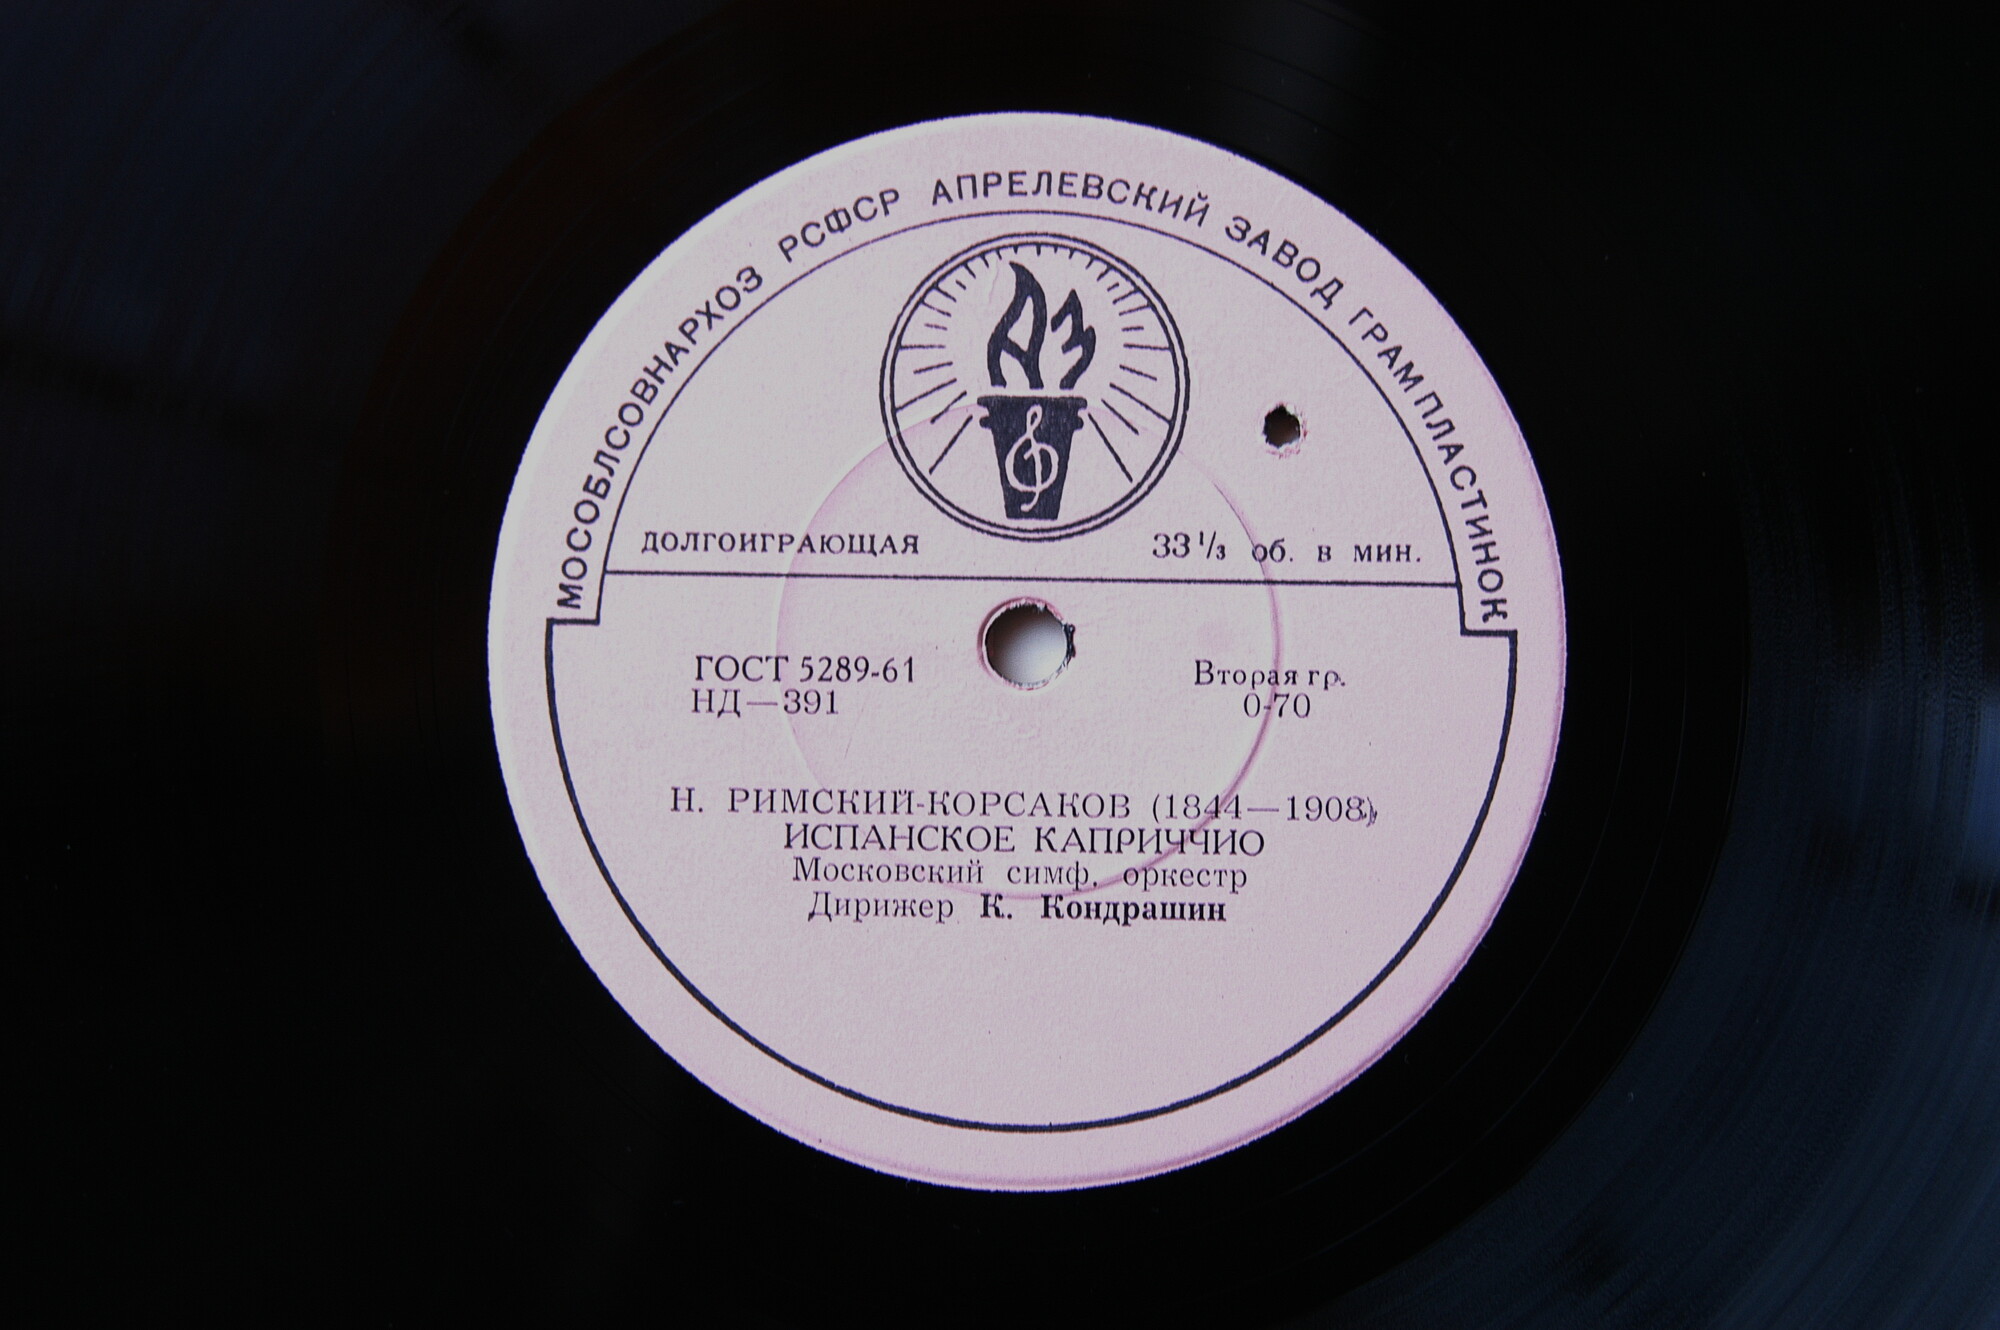 МОСОБЛСОВНАРХОЗ РСФСР АПРЕЛЕВСКИЙ ЗАВОД ГРАМПЛАСТИНОК
АЗ
ДОЛГОИГРАЮЩАЯ 33 1/3 об. в мин.
ГОСТ 5289-61 Вторая гр.
НД—391 0-70
Н. РИМСКИЙ-КОРСАКОВ (1844—1908)
ИСПАНСКОЕ КАПРИЧЧИО
Московский симф. оркестр
Дирижер К. Кондрашин